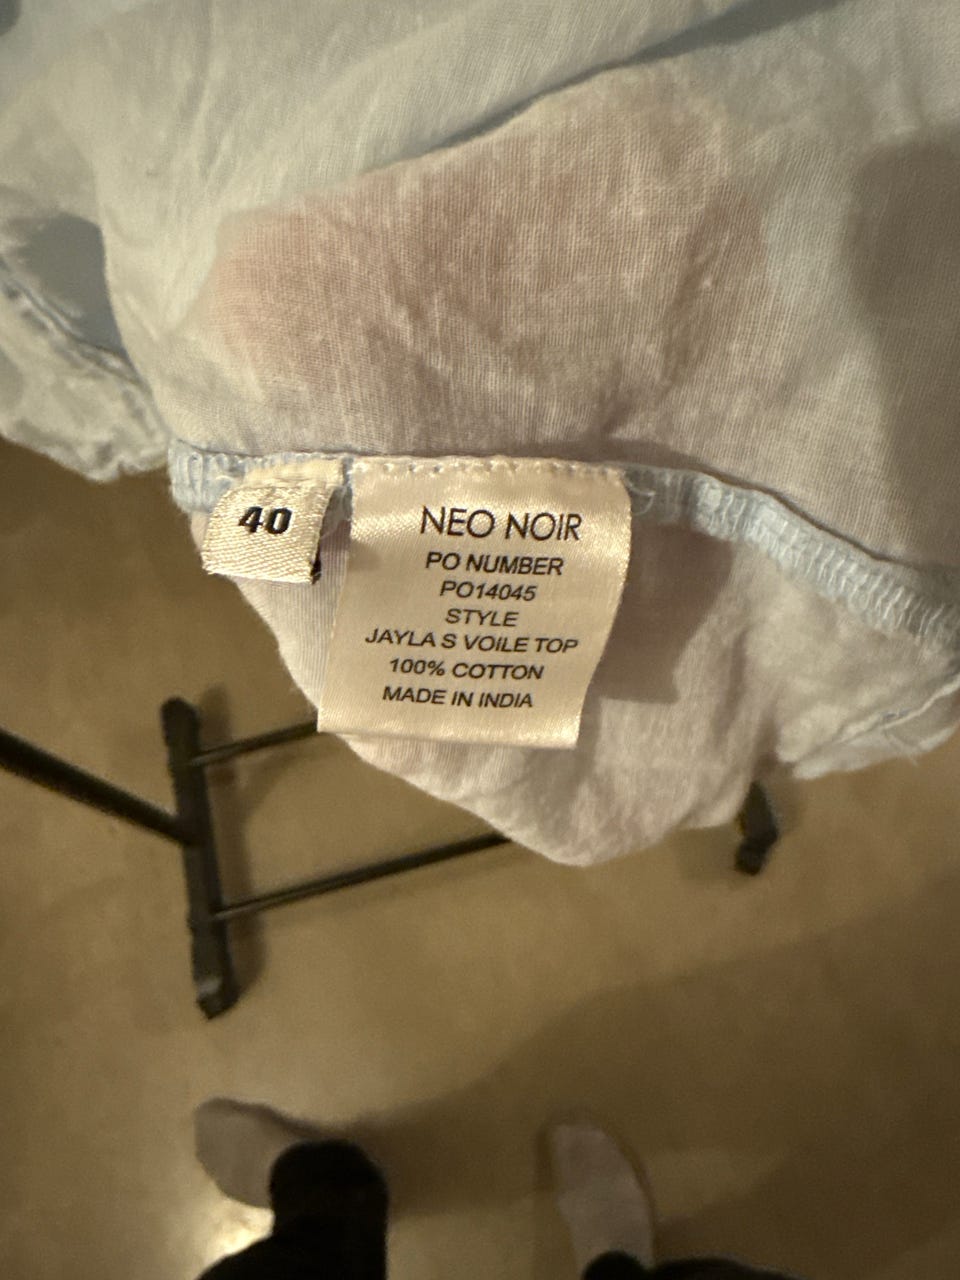 40
NEO NOIR
PO NUMBER
PO14045
STYLE
JAYLA S VOILE TOP
100% COTTON
MADE IN INDIA